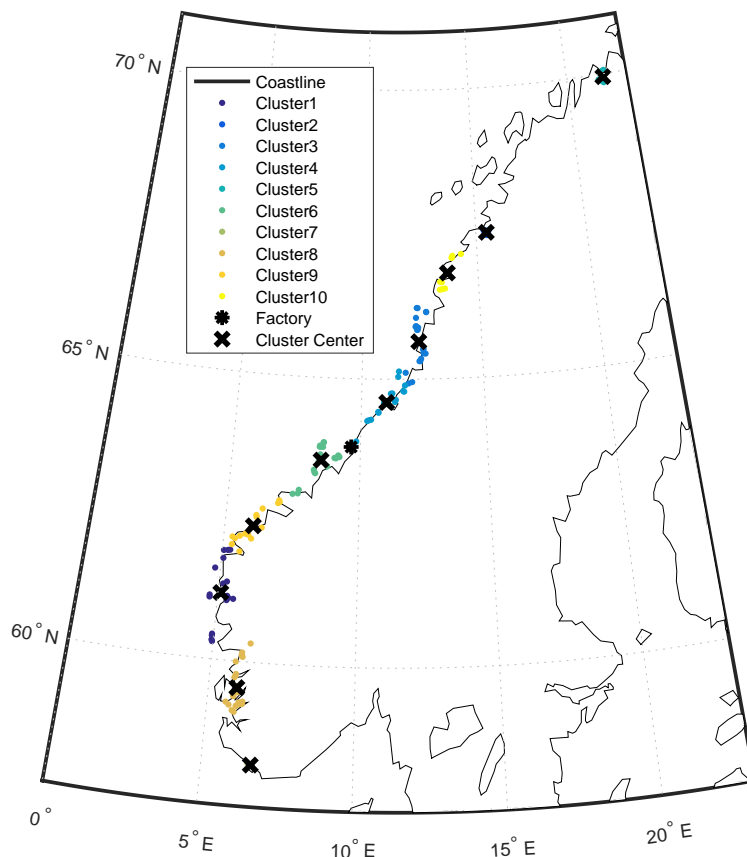 70° N
Coastline
Cluster1
Cluster2
Cluster3
Cluster4
Cluster5
Cluster6
Cluster7
Cluster8
Cluster9
Cluster10
Factory
Cluster Center
65° N
60° N
0°
5° E
10° E
15° E
20° E